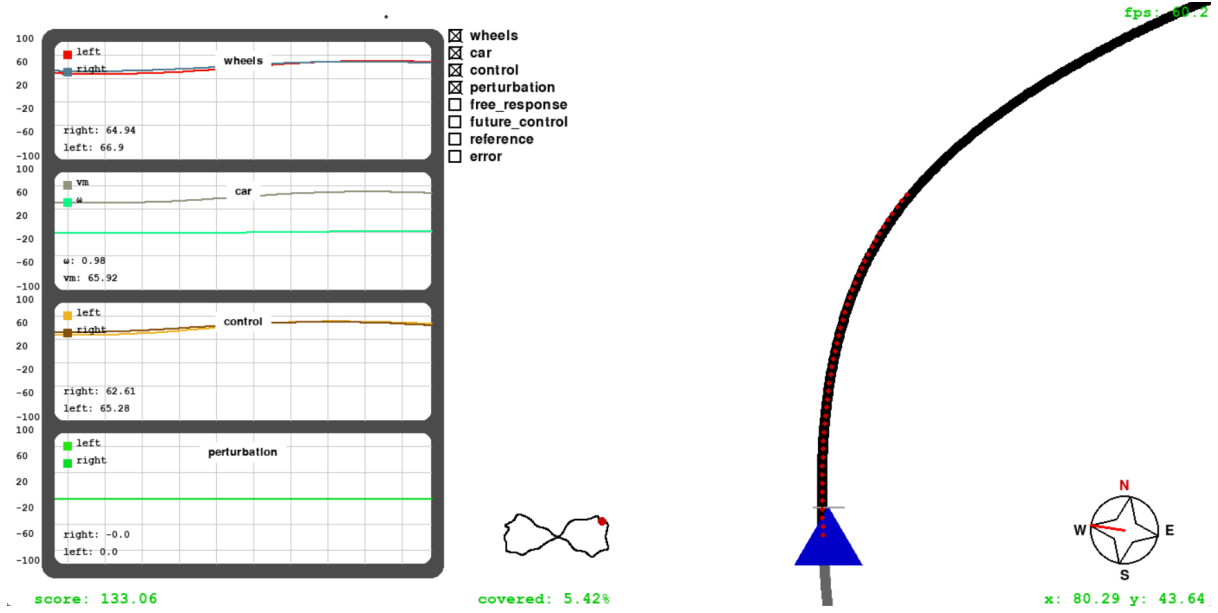 fps: 60.2
100
60
20
-20
-60
-100
left
right
wheels
right: 64.94
left: 66.9
wheels
car
control
perturbation
free_response
future_control
reference
error
100
60
20
-20
-60
-100
vm
ω
car
ω: 0.98
vm: 65.92
100
60
20
-20
-60
-100
left
right
control
right: 62.61
left: 65.28
100
60
20
-20
-60
-100
left
right
perturbation
right: -0.0
left: 0.0
N
W
E
S
score: 133.06
covered: 5.42%
x: 80.29 y: 43.64